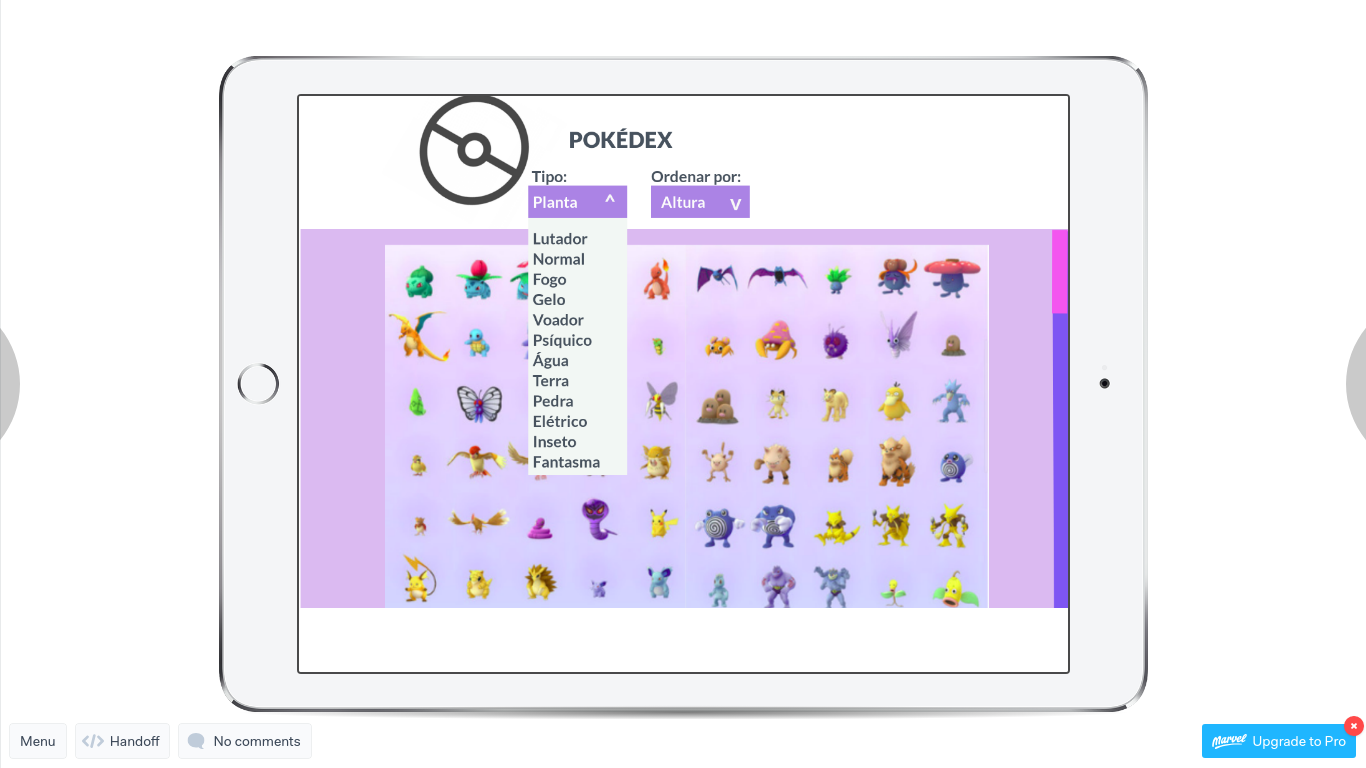 POKÉDEX
Tipo:
Ordenar por:
Planta ^
Altura v
Lutador
Normal
Fogo
Gelo
Voador
Psíquico
Água
Terra
Pedra
Elétrico
Inseto
Fantasma
Menu
</> Handoff
No comments
Marvel Upgrade to Pro